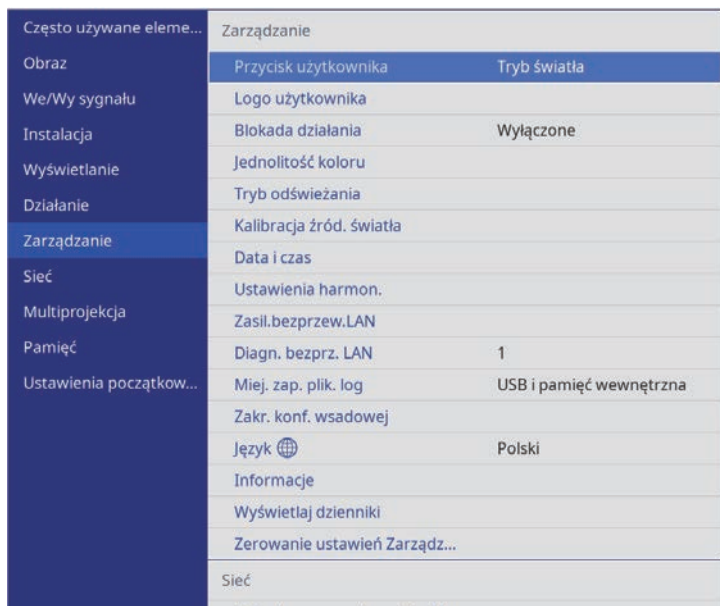 Często używane eleme...
Obraz
We/Wy sygnału
Instalacja
Wyświetlanie
Działanie
Zarządzanie
Sieć
Multiprojekcja
Pamięć
Ustawienia początkow...
Zarządzanie
Przycisk użytkownika Tryb światła
Logo użytkownika
Blokada działania Wyłączone
Jednolitość koloru
Tryb odświeżania
Kalibracja źród. światła
Data i czas
Ustawienia harmon.
Zasil.bezprzew.LAN
Diagn. bezprz. LAN 1
Miej. zap. plik. log USB i pamięć wewnętrzna
Zakr. konf. wsadowej
Język Polski
Informacje
Wyświetlaj dzienniki
Zerowanie ustawień Zarządz...
Sieć